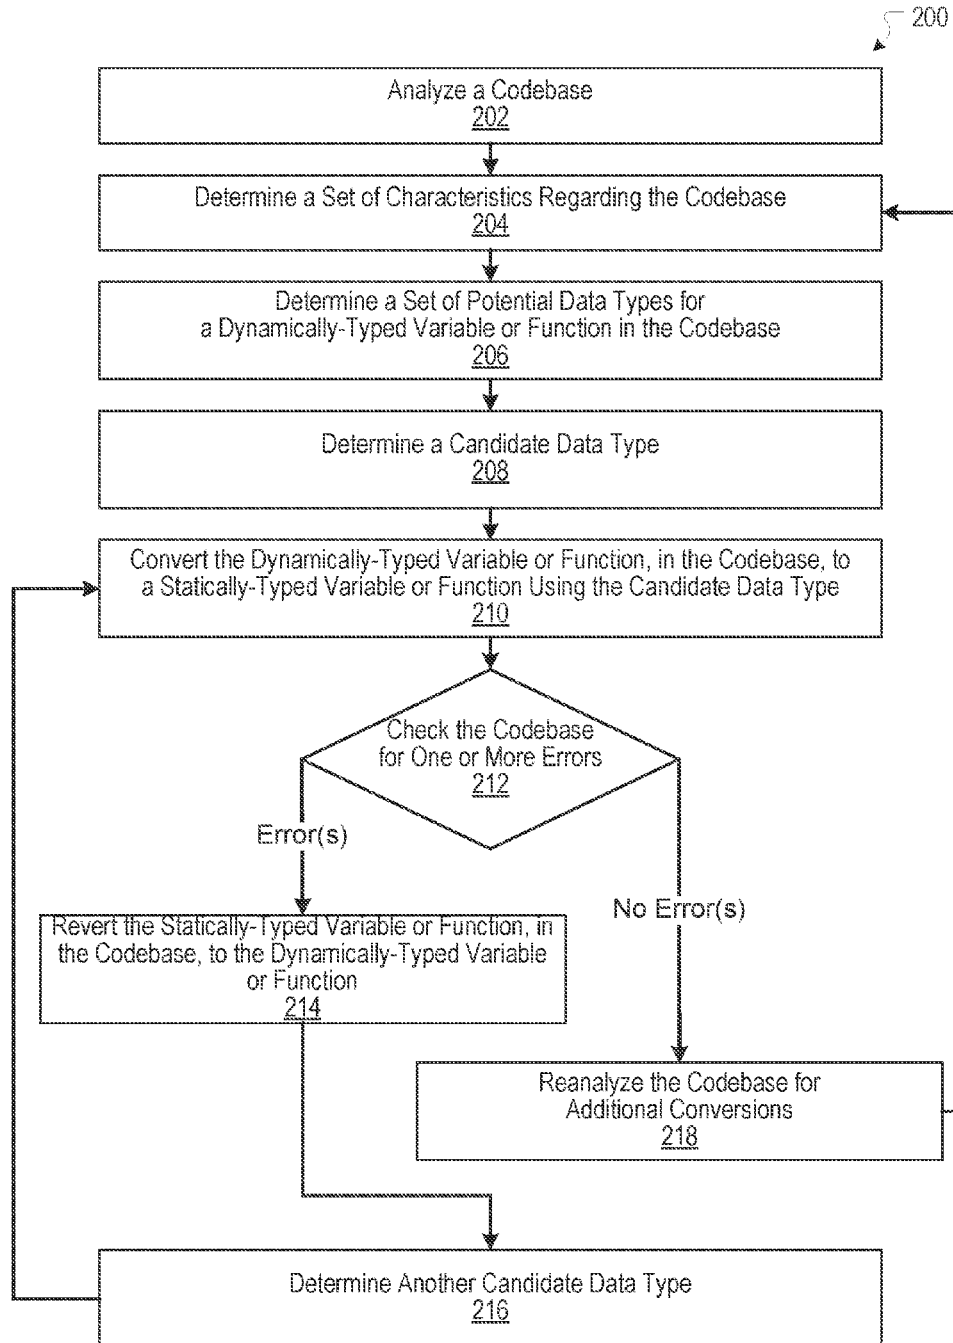 200
Analyze a Codebase
202
Determine a Set of Characteristics Regarding the Codebase
204
Determine a Set of Potential Data Types for
a Dynamically-Typed Variable or Function in the Codebase
206
Determine a Candidate Data Type
208
Convert the Dynamically-Typed Variable or Function, in the Codebase, to
a Statically-Typed Variable or Function Using the Candidate Data Type
210
Check the Codebase
for One or More Errors
212
Error(s)
No Error(s)
Revert the Statically-Typed Variable or Function, in
the Codebase, to the Dynamically-Typed Variable
or Function
214
Reanalyze the Codebase for
Additional Conversions
218
Determine Another Candidate Data Type
216